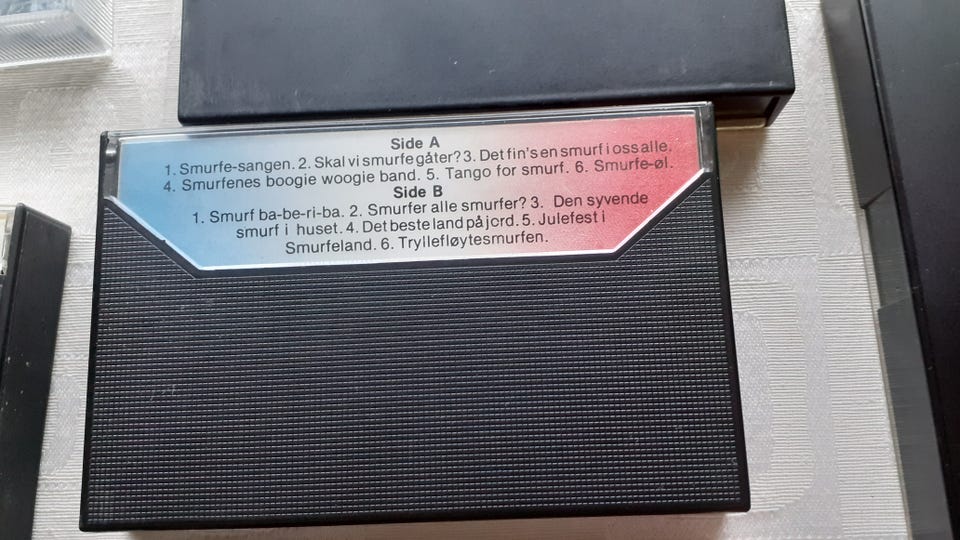 Side A
1. Smurfe-sangen. 2. Skal vi smurfe gåter? 3. Det fin's en smurf i oss alle.
4. Smurfenes boogie woogie band. 5. Tango for smurf. 6. Smurfe-øl.
Side B
1. Smurf ba-be-ri-ba. 2. Smurfer alle smurfer? 3. Den syvende
smurf i huset. 4. Det beste land på jord. 5. Julefest i
Smurfeland. 6. Tryllefløytesmurfen.